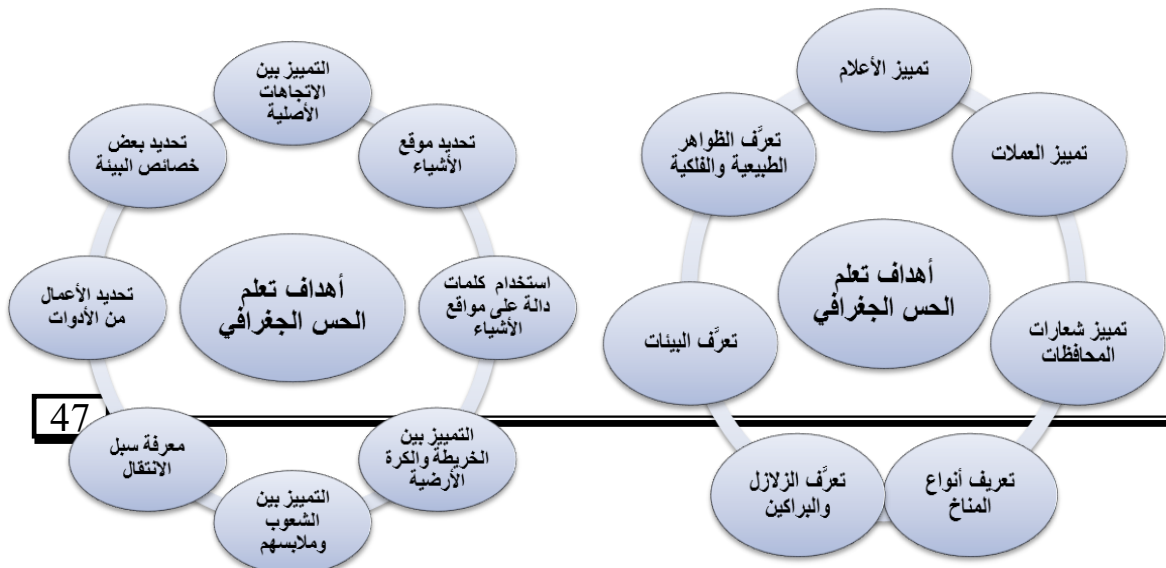 تمييز الأعلام
تمييز العملات
تمييز شعارات
المحافظات
تعريف أنواع
المناخ
تعرَّف الزلازل
والبراكين
تعرَّف البيئات
تعرَّف الظواهر
الطبيعية والفلكية
أهداف تعلم
الحس الجغرافي
التمييز بين
الاتجاهات
الأصلية
تحديد موقع
الأشياء
استخدام كلمات
دالة على مواقع
الأشياء
التمييز بين
الخريطة والكرة
الأرضية
التمييز بين
الشعوب
وملابسهم
معرفة سبل
الانتقال
تحديد الأعمال
من الأدوات
تحديد بعض
خصائص البيئة
أهداف تعلم
الحس الجغرافي
47